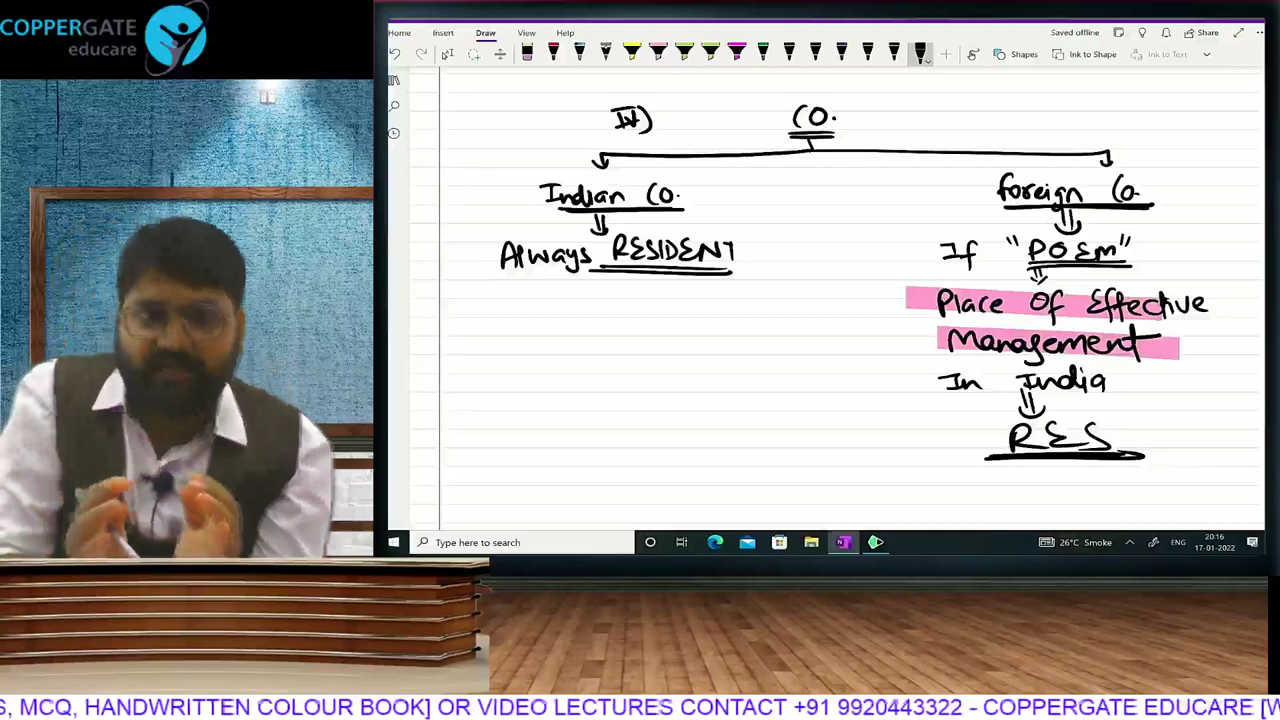 COPPERGATE
educare
Home Insert Draw View Help
Saved offline
Share
Shapes
Ink to Shape
Ink to Text
IV) CO.
Indian CO.
foreign CO.
Always RESIDENT
If "POEM"
Place Of Effective
Management
In India
RES
Type here to search
26°C Smoke
ENG
20:16
17-01-2022
S, MCQ, HANDWRITTEN COLOUR BOOK] OR VIDEO LECTURES CONTACT +91 9920443322 - COPPERGATE EDUCARE [W